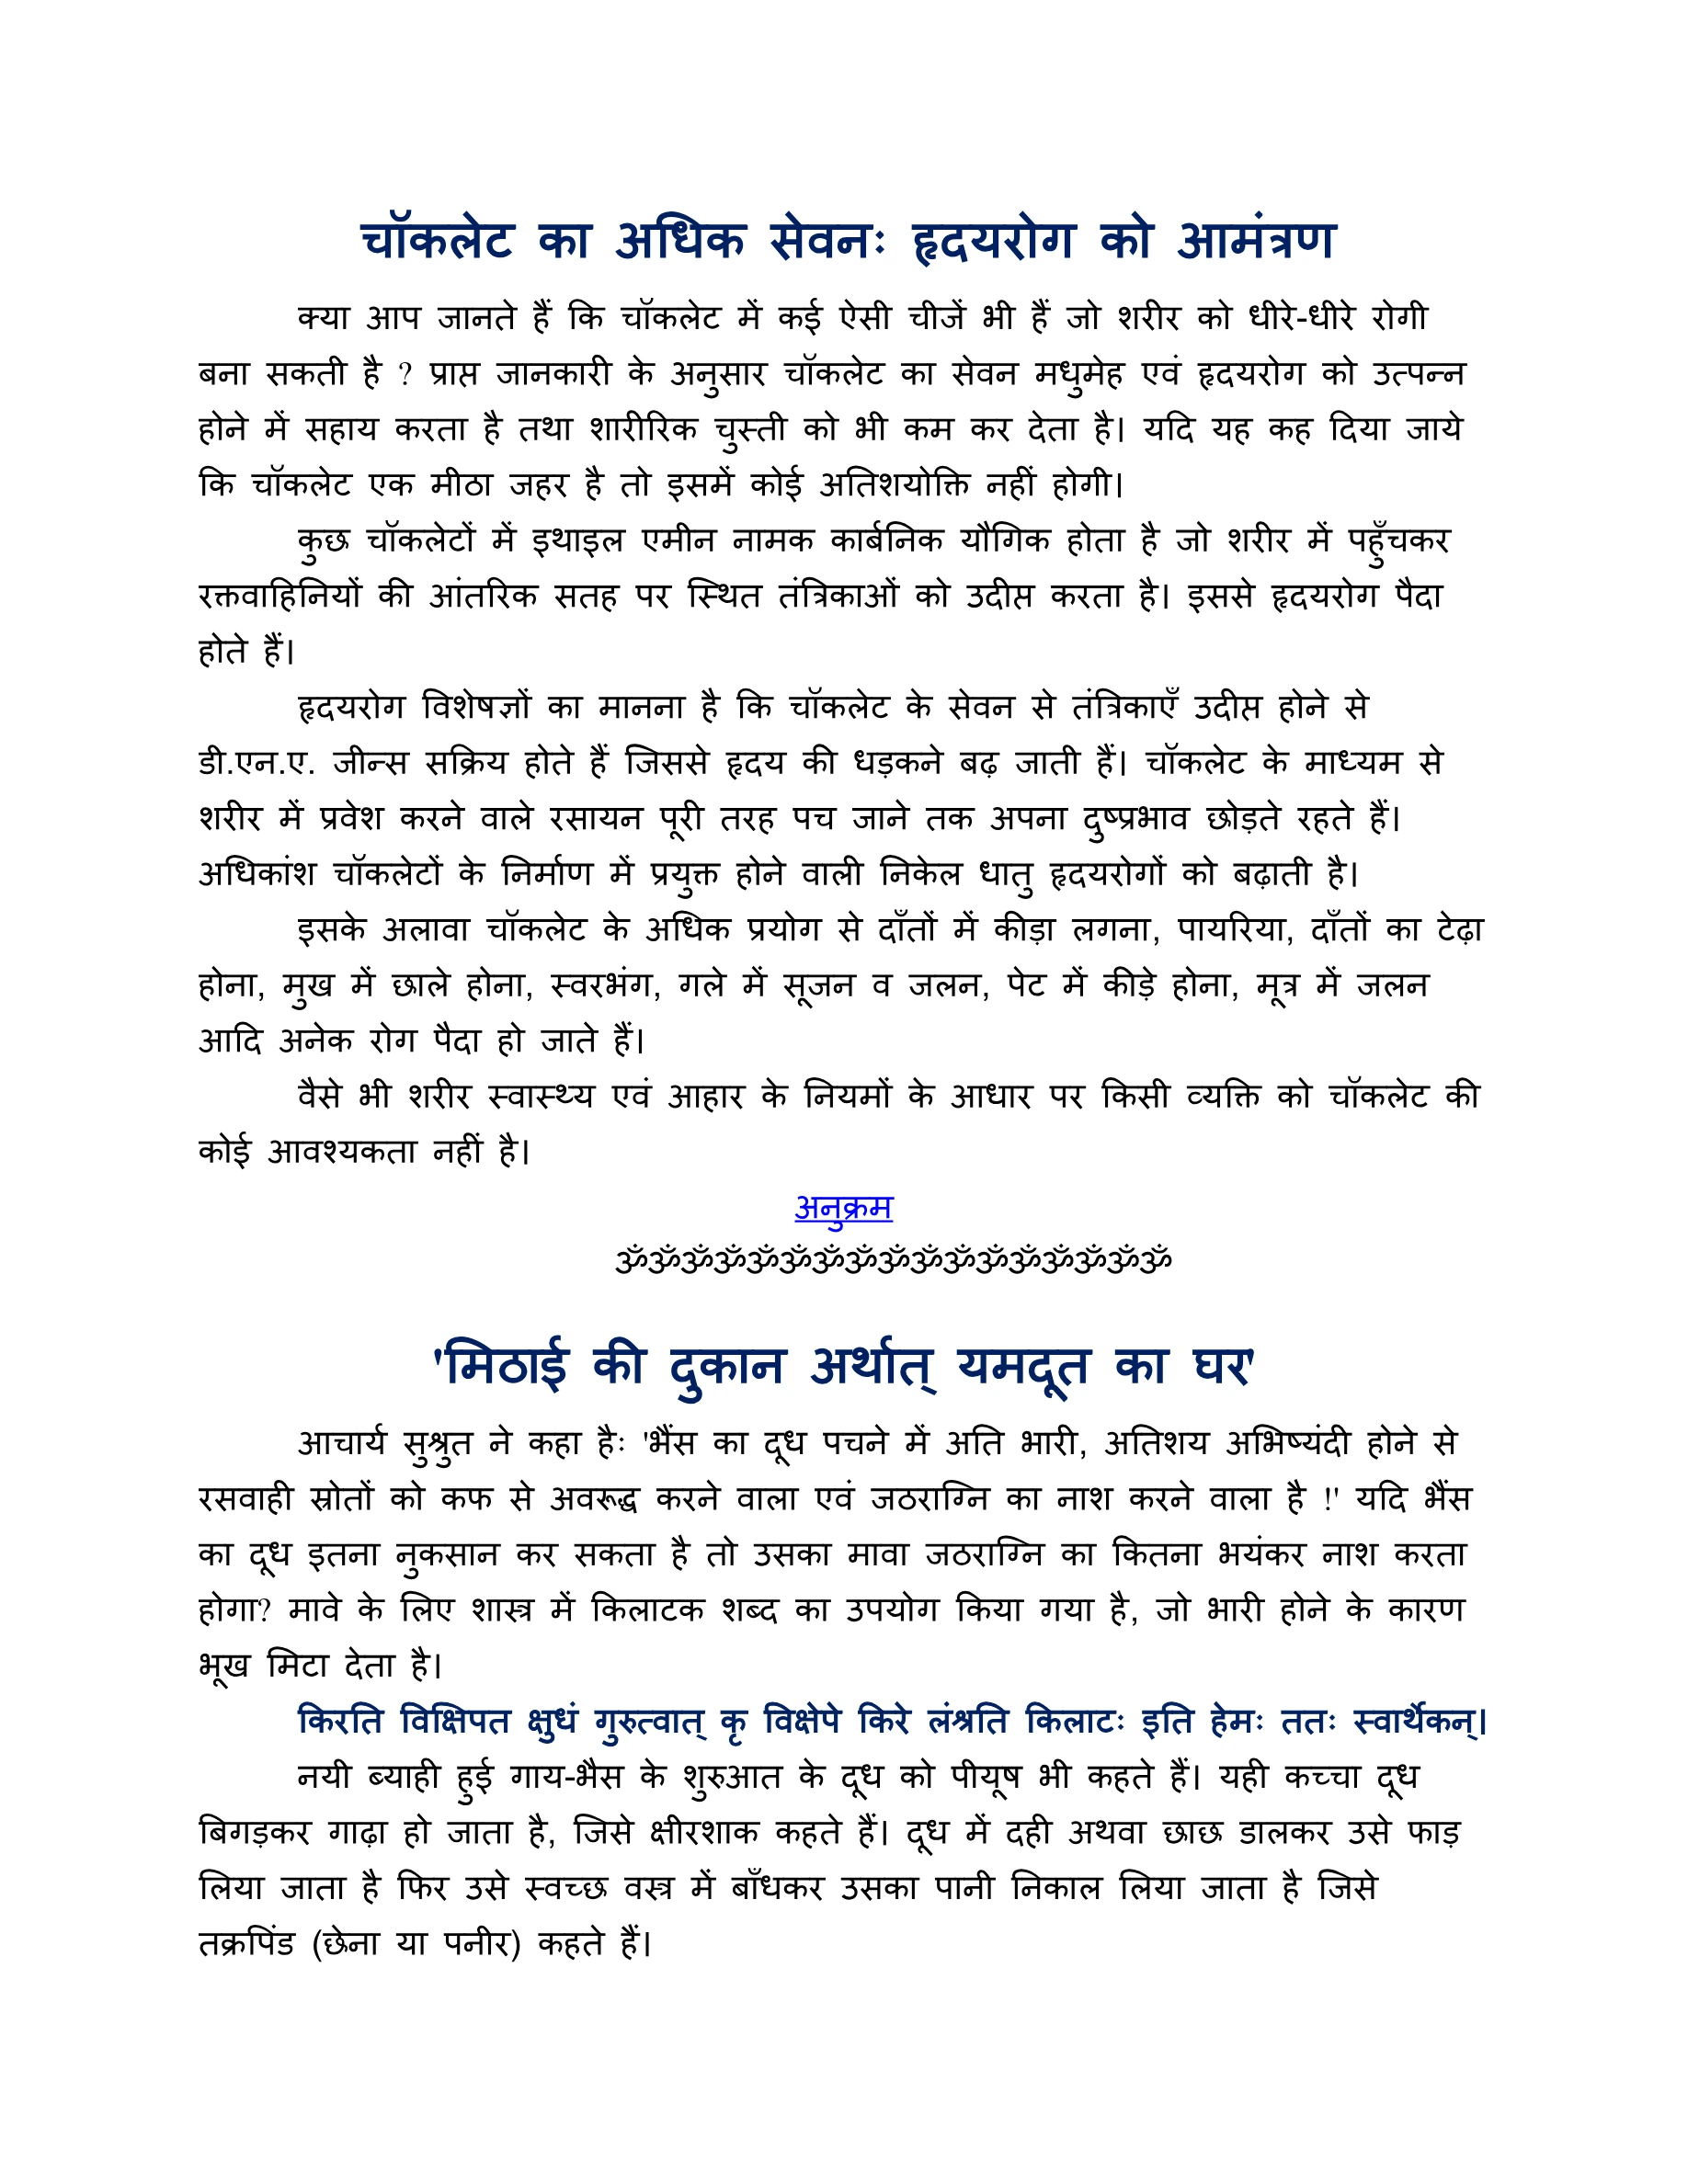 चॉकलेट का अधिक सेवनः हृदयरोग को आमंत्रण
क्या आप जानते हैं कि चॉकलेट में कई ऐसी चीजें भी हैं जो शरीर को धीरे-धीरे रोगी
बना सकती है ? प्राप्त जानकारी के अनुसार चॉकलेट का सेवन मधुमेह एवं हृदयरोग को उत्पन्न
होने में सहाय करता है तथा शारीरिक चुस्ती को भी कम कर देता है। यदि यह कह दिया जाये
कि चॉकलेट एक मीठा जहर है तो इसमें कोई अतिशयोक्ति नहीं होगी।
कुछ चॉकलेटों में इथाइल एमीन नामक कार्बनिक यौगिक होता है जो शरीर में पहुँचकर
रक्तवाहिनियों की आंतरिक सतह पर स्थित तंत्रिकाओं को उदीप्त करता है। इससे हृदयरोग पैदा
होते हैं।
हृदयरोग विशेषज्ञों का मानना है कि चॉकलेट के सेवन से तंत्रिकाएँ उदीप्त होने से
डी.एन.ए. जीन्स सक्रिय होते हैं जिससे हृदय की धड़कने बढ़ जाती हैं। चॉकलेट के माध्यम से
शरीर में प्रवेश करने वाले रसायन पूरी तरह पच जाने तक अपना दुष्प्रभाव छोड़ते रहते हैं।
अधिकांश चॉकलेटों के निर्माण में प्रयुक्त होने वाली निकेल धातु हृदयरोगों को बढ़ाती है।
इसके अलावा चॉकलेट के अधिक प्रयोग से दाँतों में कीड़ा लगना, पायरिया, दाँतों का टेढ़ा
होना, मुख में छाले होना, स्वरभंग, गले में सूजन व जलन, पेट में कीड़े होना, मूत्र में जलन
आदि अनेक रोग पैदा हो जाते हैं।
वैसे भी शरीर स्वास्थ्य एवं आहार के नियमों के आधार पर किसी व्यक्ति को चॉकलेट की
कोई आवश्यकता नहीं है।
अनुक्रम
ॐॐॐॐॐॐॐॐॐॐॐॐॐॐॐॐॐ
'मिठाई की दुकान अर्थात् यमदूत का घर'
आचार्य सुश्रुत ने कहा हैः 'भैंस का दूध पचने में अति भारी, अतिशय अभिष्यंदी होने से
रसवाही स्रोतों को कफ से अवरूद्ध करने वाला एवं जठराग्नि का नाश करने वाला है !' यदि भैंस
का दूध इतना नुकसान कर सकता है तो उसका मावा जठराग्नि का कितना भयंकर नाश करता
होगा? मावे के लिए शास्त्र में किलाटक शब्द का उपयोग किया गया है, जो भारी होने के कारण
भूख मिटा देता है।
किरति विक्षिपत क्षुधं गुरुत्वात् कृ विक्षेपे किरे लंश्रति किलाटः इति हेमः ततः स्वार्थेकन्।
नयी ब्याही हुई गाय-भैस के शुरुआत के दूध को पीयूष भी कहते हैं। यही कच्चा दूध
बिगड़कर गाढ़ा हो जाता है, जिसे क्षीरशाक कहते हैं। दूध में दही अथवा छाछ डालकर उसे फाड़
लिया जाता है फिर उसे स्वच्छ वस्त्र में बाँधकर उसका पानी निकाल लिया जाता है जिसे
तक्रपिंड (छेना या पनीर) कहते हैं।